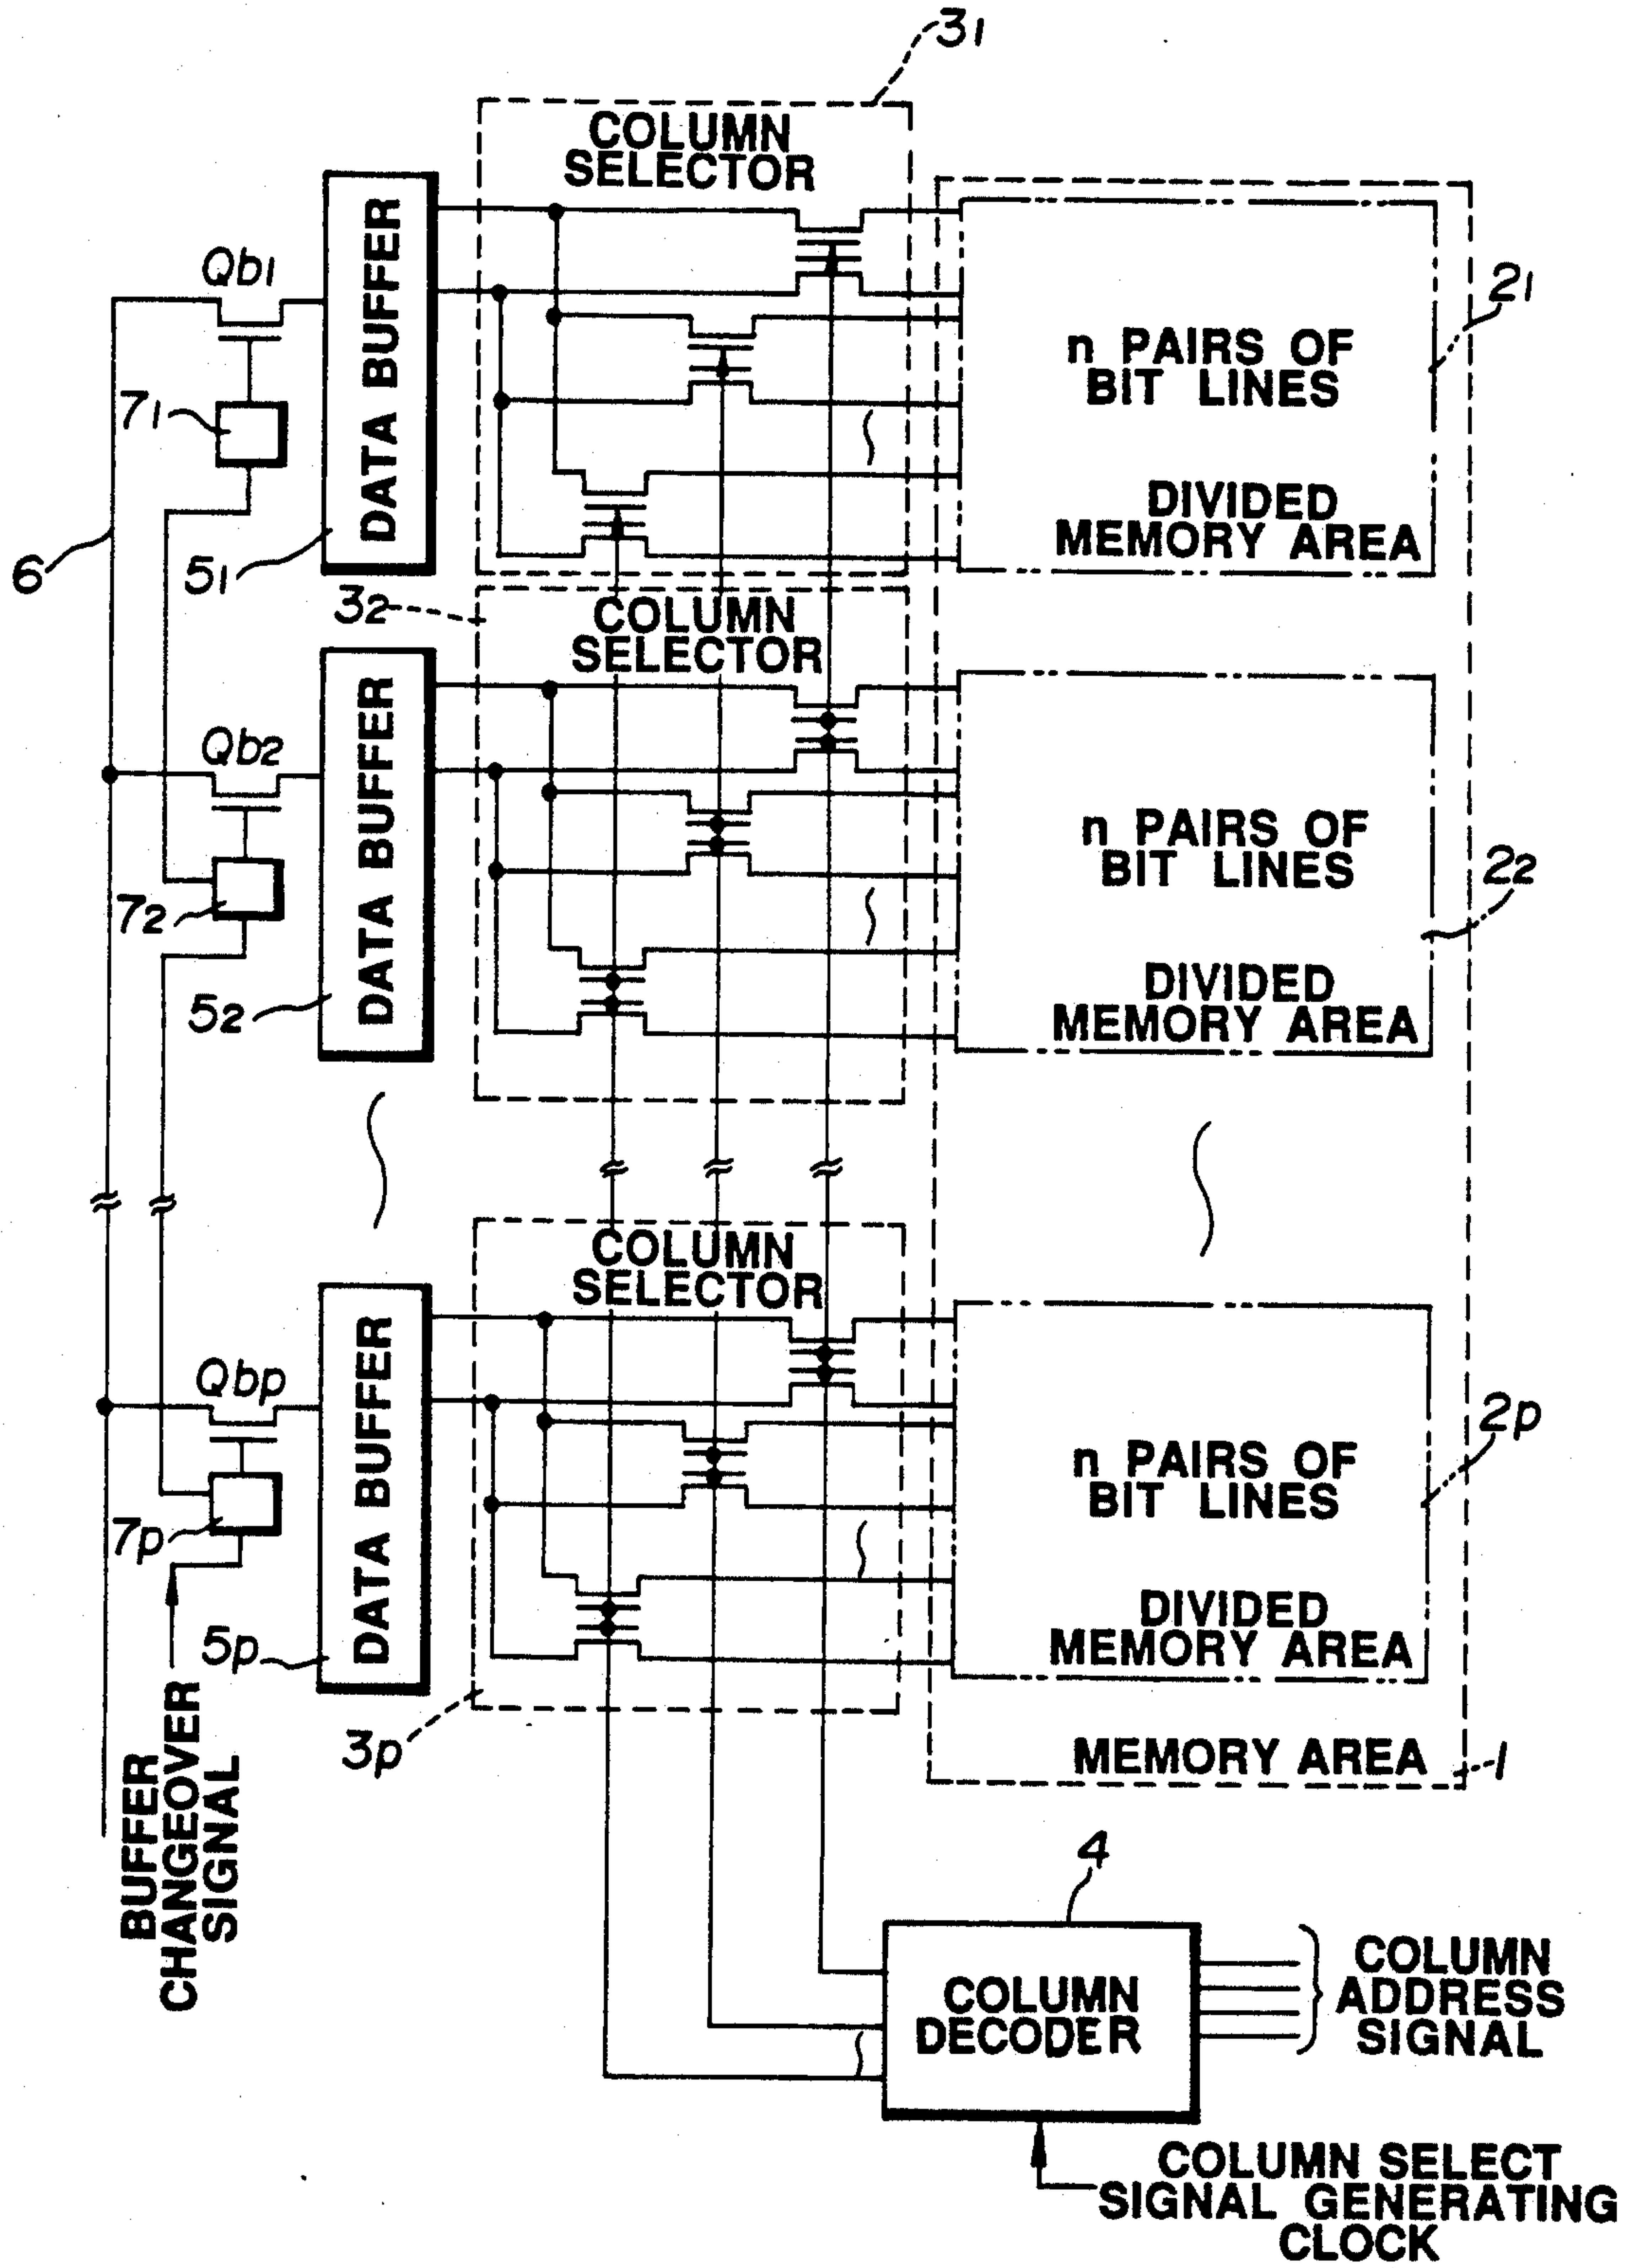 31
COLUMN
SELECTOR
Qb1
DATA BUFFER
71
6
51
n PAIRS OF
BIT LINES
21
DIVIDED
MEMORY AREA
32
COLUMN
SELECTOR
Qb2
DATA BUFFER
72
52
n PAIRS OF
BIT LINES
22
DIVIDED
MEMORY AREA
COLUMN
SELECTOR
Qbp
DATA BUFFER
7p
5p
n PAIRS OF
BIT LINES
2p
DIVIDED
MEMORY AREA
3p
MEMORY AREA
1
BUFFER
CHANGEOVER
SIGNAL
4
COLUMN
DECODER
COLUMN
ADDRESS
SIGNAL
COLUMN SELECT
SIGNAL GENERATING
CLOCK